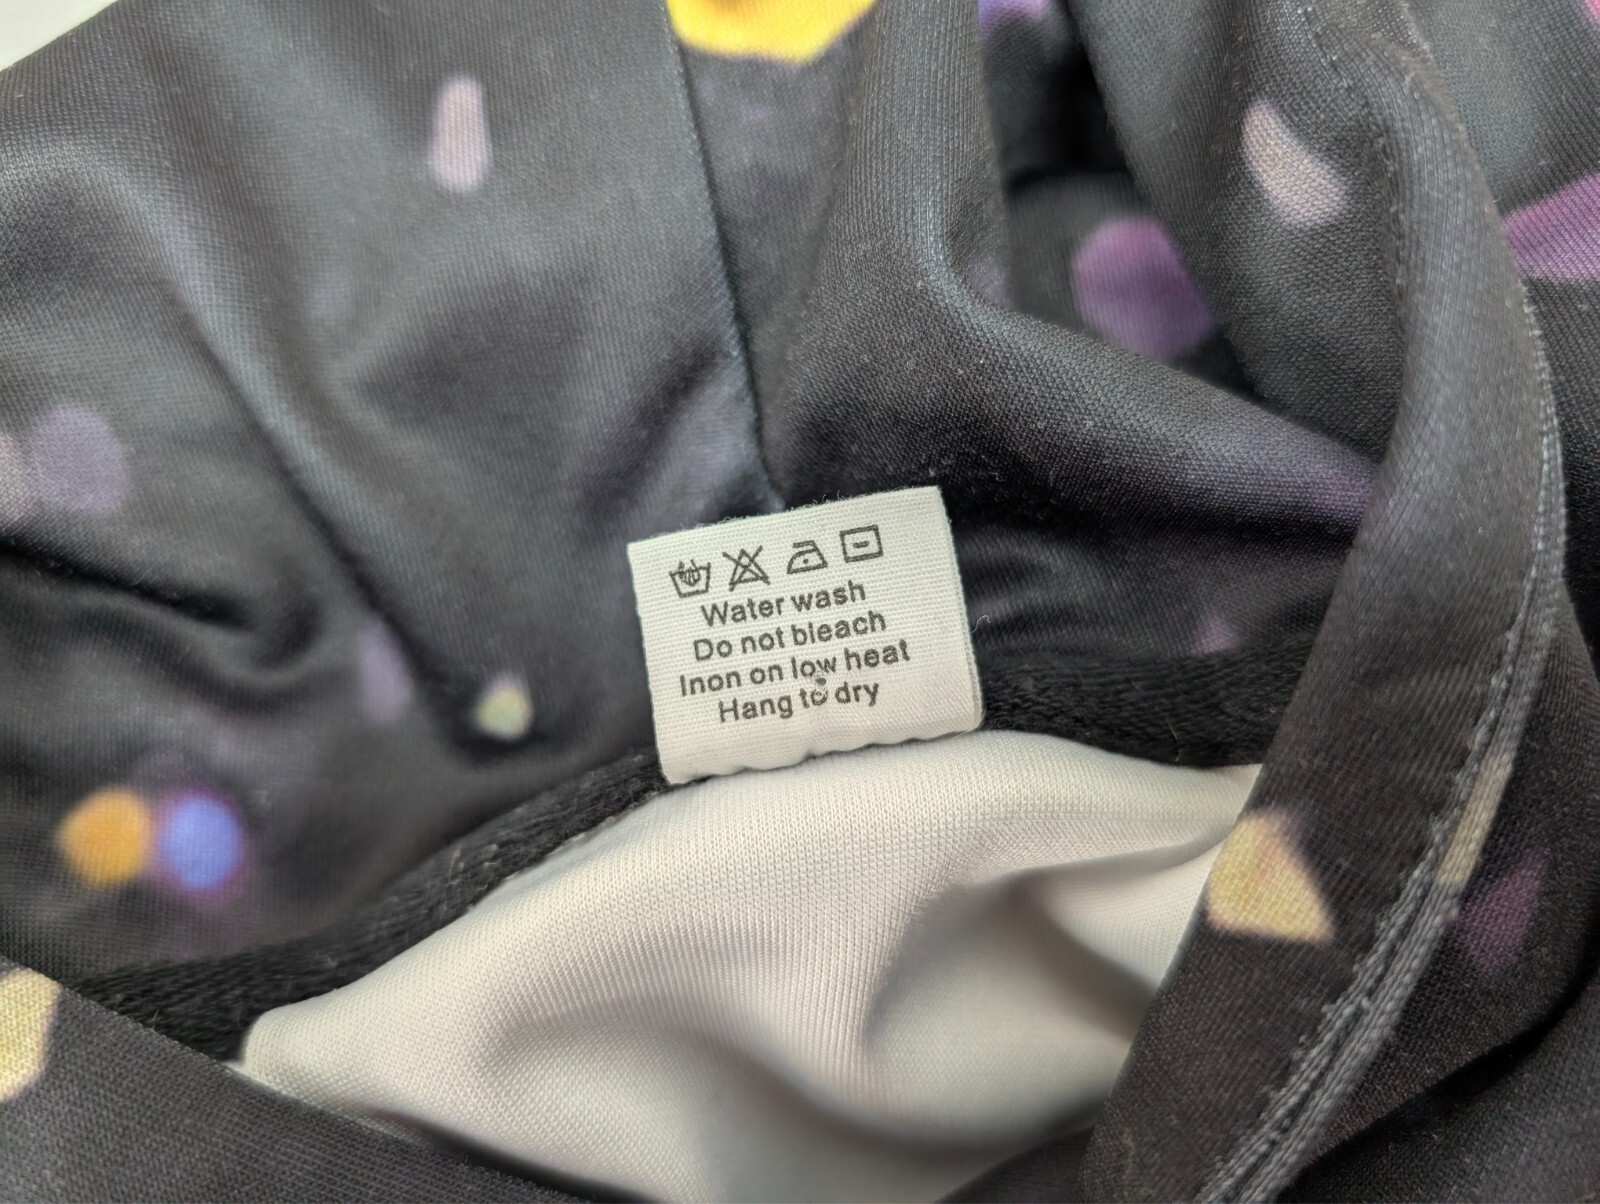 Water wash
Do not bleach
Inon on low heat
Hang to dry